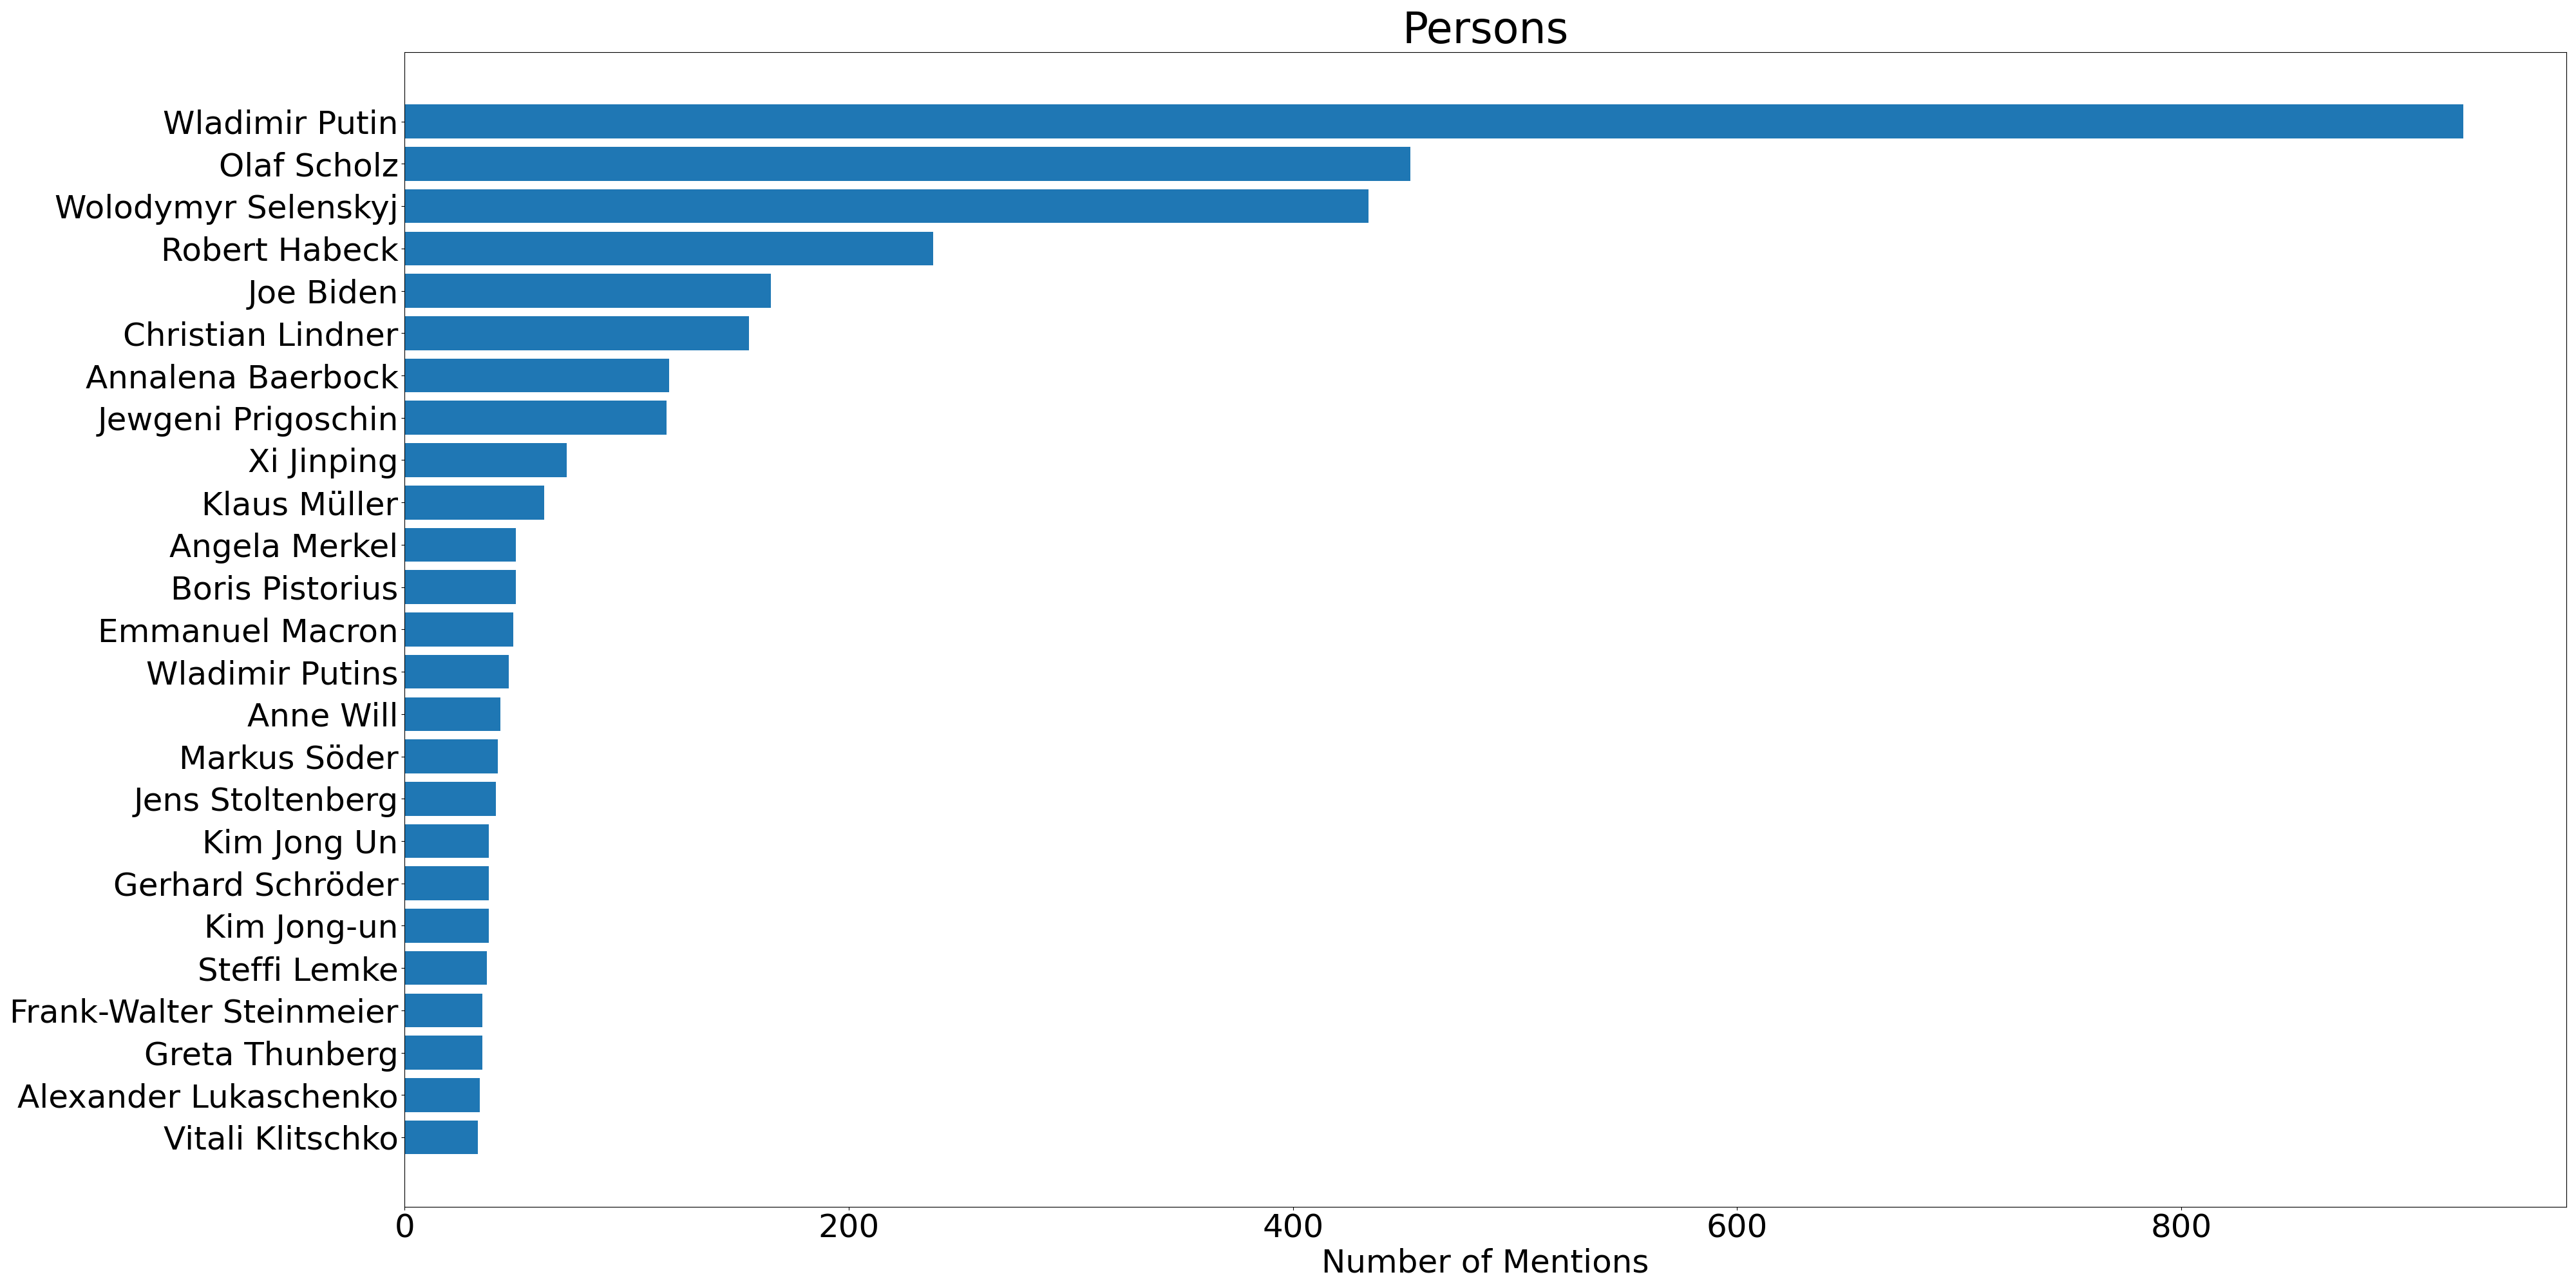 Persons
Wladimir Putin
Olaf Scholz
Wolodymyr Selenskyj
Robert Habeck
Joe Biden
Christian Lindner
Annalena Baerbock
Jewgeni Prigoschin
Xi Jinping
Klaus Müller
Angela Merkel
Boris Pistorius
Emmanuel Macron
Wladimir Putins
Anne Will
Markus Söder
Jens Stoltenberg
Kim Jong Un
Gerhard Schröder
Kim Jong-un
Steffi Lemke
Frank-Walter Steinmeier
Greta Thunberg
Alexander Lukaschenko
Vitali Klitschko
0 200 400 600 800
Number of Mentions